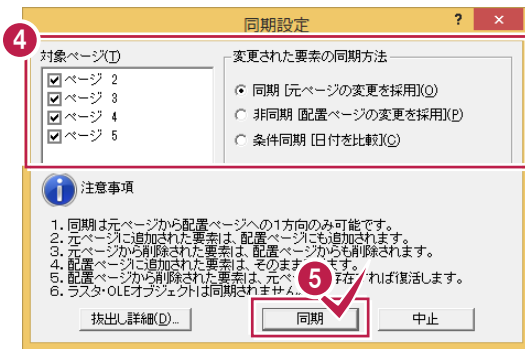 同期設定
? ×
4
対象ページ(T)
変更された要素の同期方法
ページ 2
ページ 3
ページ 4
ページ 5
同期 [元ページの変更を採用](O)
非同期 [配置ページの変更を採用](P)
条件同期 [日付を比較](C)
注意事項
1. 同期は元ページから配置ページへの1方向のみ可能です。
2. 元ページに追加された要素は、配置ページにも追加されます。
3. 元ページから削除された要素は、配置ページからも削除されます。
4. 配置ページに追加された要素は、そのまま
5. 配置ページから削除された要素は、元ペ れば復活します。
6. ラスタ・OLEオブジェクトは同期されません
5
抜出し詳細(D)...
同期
中止